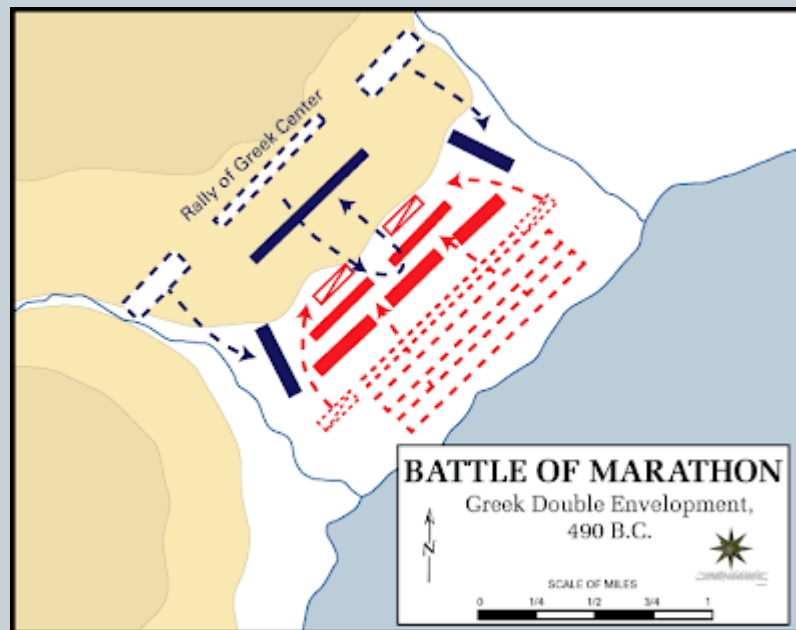 Rally of Greek Center
BATTLE OF MARATHON
Greek Double Envelopment,
490 B.C.
N
SCALE OF MILES
0 1/4 1/2 3/4 1